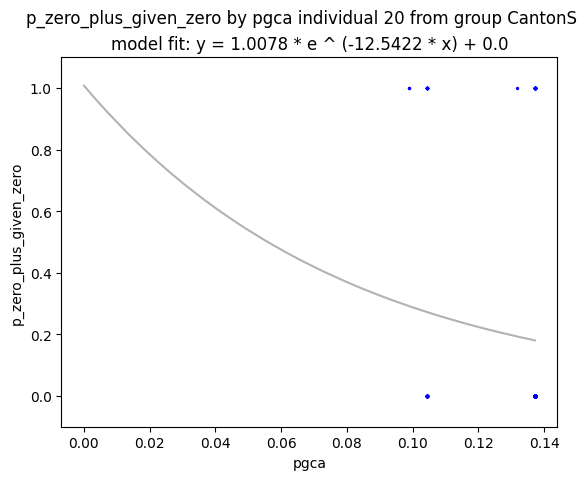 p_zero_plus_given_zero by pgca individual 20 from group CantonS
model fit: y = 1.0078 * e ^ (-12.5422 * x) + 0.0
p_zero_plus_given_zero
1.0
0.8
0.6
0.4
0.2
0.0
0.00 0.02 0.04 0.06 0.08 0.10 0.12 0.14
pgca